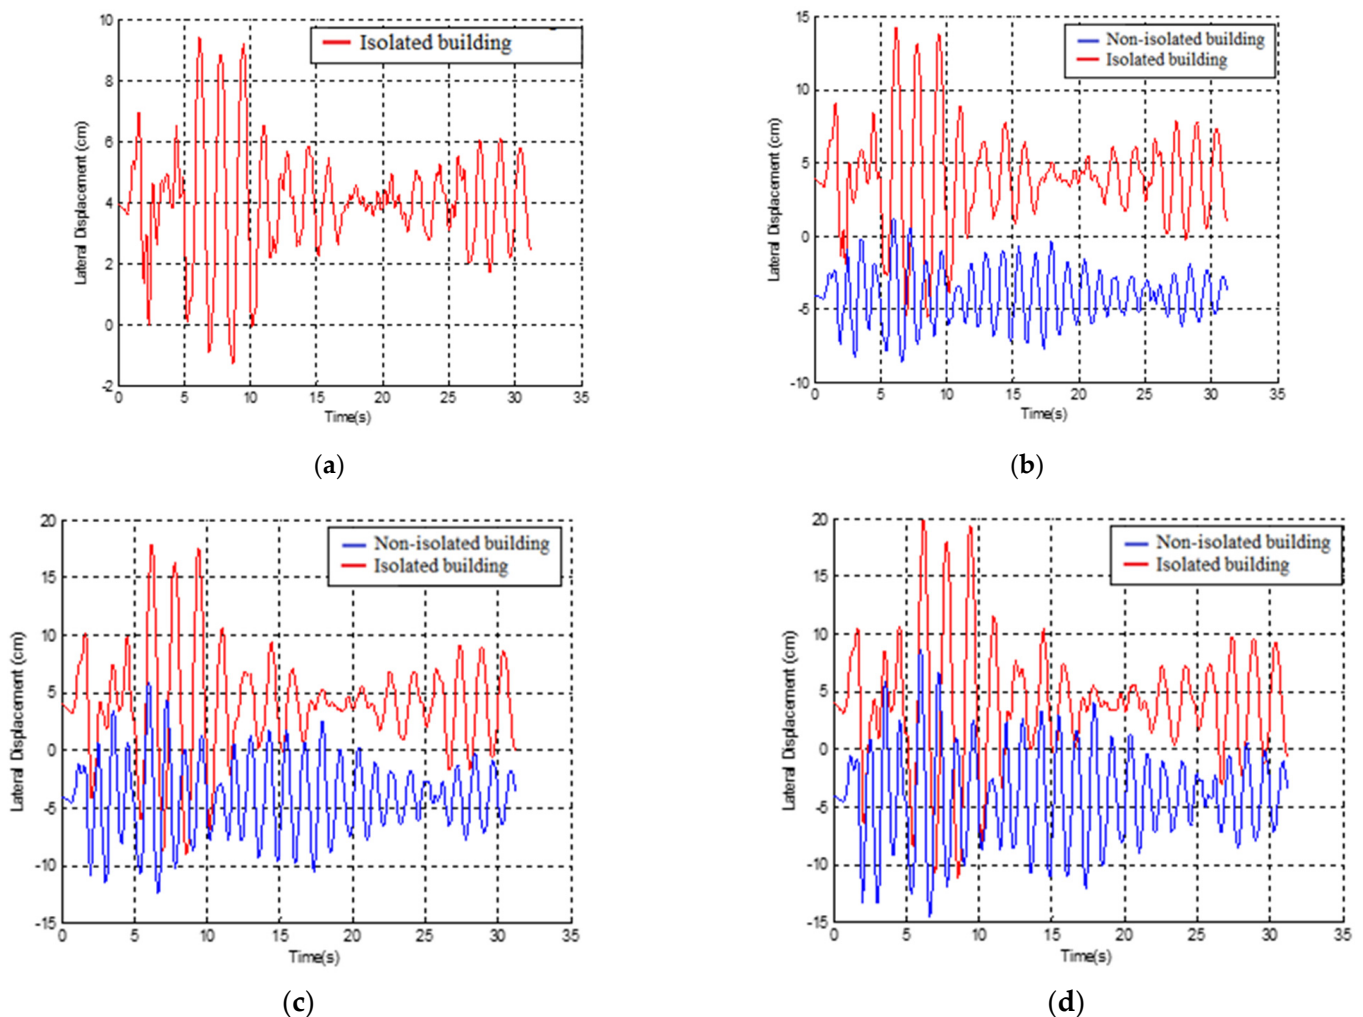 Isolated building
Lateral Displacement (cm)
10
8
6
4
2
0
-2
0 5 10 15 20 25 30 35
Time(s)
(a)
Non-isolated building
Isolated building
Lateral Displacement (cm)
15
10
5
0
-5
-10
0 5 10 15 20 25 30 35
Time(s)
(b)
Non-isolated building
Isolated building
Lateral Displacement (cm)
20
15
10
5
0
-5
-10
-15
0 5 10 15 20 25 30 35
Time(s)
(c)
Non-isolated building
Isolated building
Lateral Displacement (cm)
20
15
10
5
0
-5
-10
-15
0 5 10 15 20 25 30 35
Time(s)
(d)